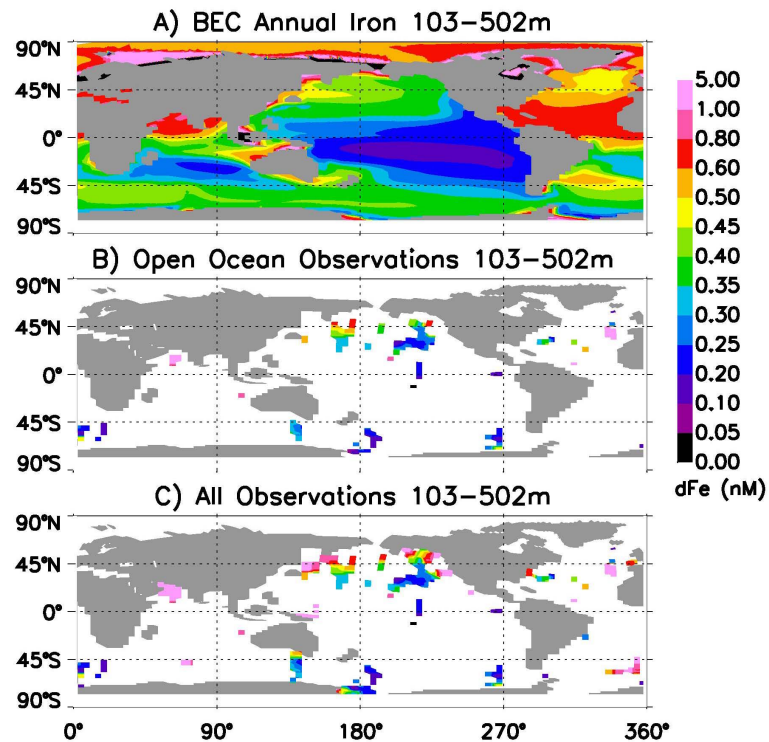 A) BEC Annual Iron 103-502m
90°N
45°N
0°
45°S
90°S
B) Open Ocean Observations 103-502m
90°N
45°N
0°
45°S
90°S
C) All Observations 103-502m
90°N
45°N
0°
45°S
90°S
0° 90° 180° 270° 360°
5.00
1.00
0.80
0.60
0.50
0.45
0.40
0.35
0.30
0.25
0.20
0.10
0.05
0.00
dFe (nM)